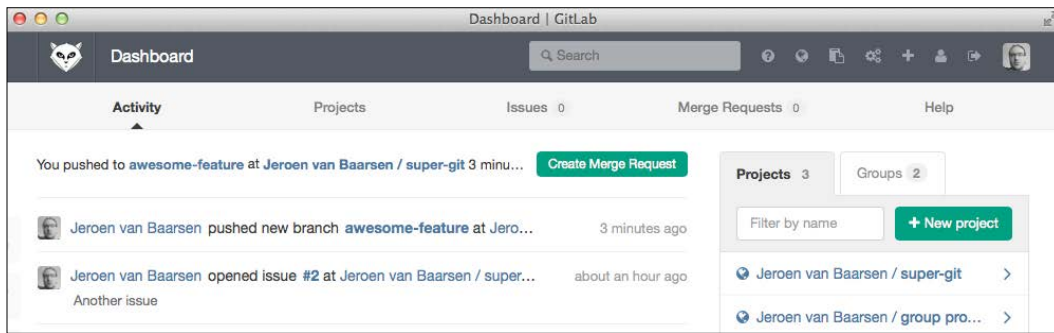 Dashboard | GitLab
Dashboard
Search
Activity
Projects
Issues 0
Merge Requests 0
Help
You pushed to awesome-feature at Jeroen van Baarsen / super-git 3 minu...
Create Merge Request
Jeroen van Baarsen pushed new branch awesome-feature at Jero...
3 minutes ago
Jeroen van Baarsen opened issue #2 at Jeroen van Baarsen / super...
about an hour ago
Another issue
Projects 3
Groups 2
Filter by name
+ New project
Jeroen van Baarsen / super-git
Jeroen van Baarsen / group pro...